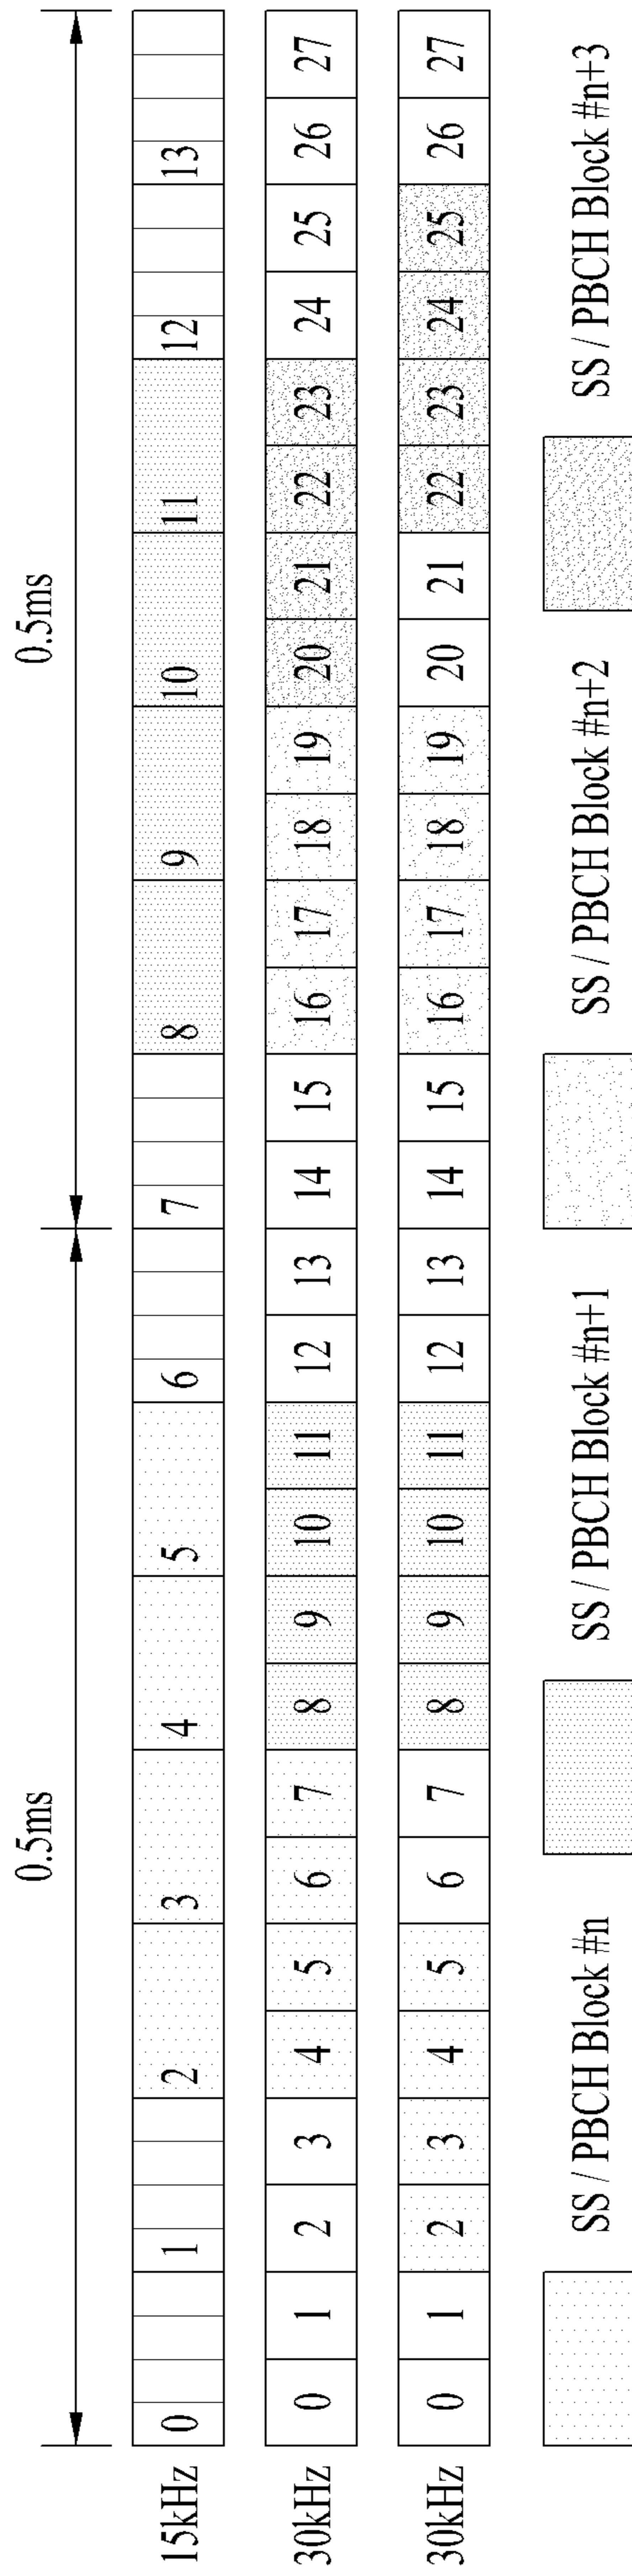 0.5ms 0.5ms
15kHz 0 1 2 3 4 5 6 7 8 9 10 11 12 13
30kHz 0 1 2 3 4 5 6 7 8 9 10 11 12 13 14 15 16 17 18 19 20 21 22 23 24 25 26 27
30kHz 0 1 2 3 4 5 6 7 8 9 10 11 12 13 14 15 16 17 18 19 20 21 22 23 24 25 26 27
SS / PBCH Block #n SS / PBCH Block #n+1 SS / PBCH Block #n+2 SS / PBCH Block #n+3